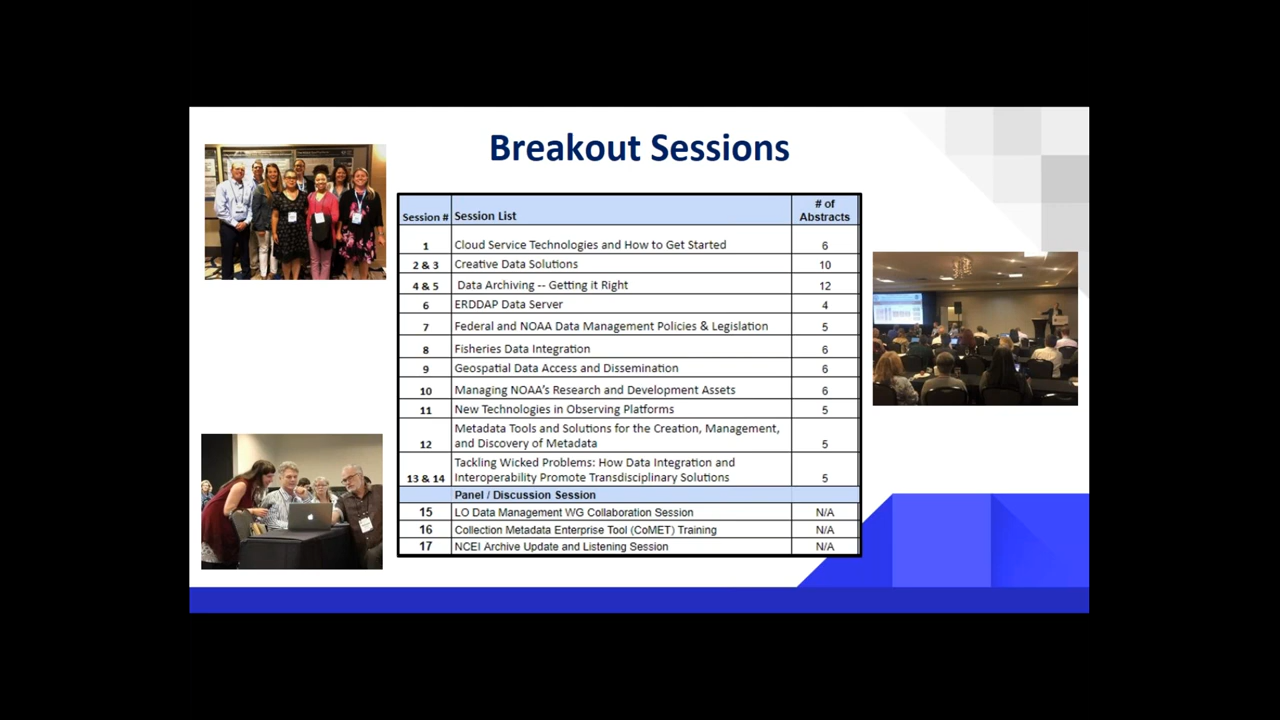 Breakout Sessions
Session # Session List # of Abstracts
1 Cloud Service Technologies and How to Get Started 6
2 & 3 Creative Data Solutions 10
4 & 5 Data Archiving -- Getting it Right 12
6 ERDDAP Data Server 4
7 Federal and NOAA Data Management Policies & Legislation 5
8 Fisheries Data Integration 6
9 Geospatial Data Access and Dissemination 6
10 Managing NOAA's Research and Development Assets 6
11 New Technologies in Observing Platforms 5
12 Metadata Tools and Solutions for the Creation, Management,
and Discovery of Metadata 5
13 & 14 Tackling Wicked Problems: How Data Integration and
Interoperability Promote Transdisciplinary Solutions 5
Panel / Discussion Session
15 LO Data Management WG Collaboration Session N/A
16 Collection Metadata Enterprise Tool (CoMET) Training N/A
17 NCEI Archive Update and Listening Session N/A